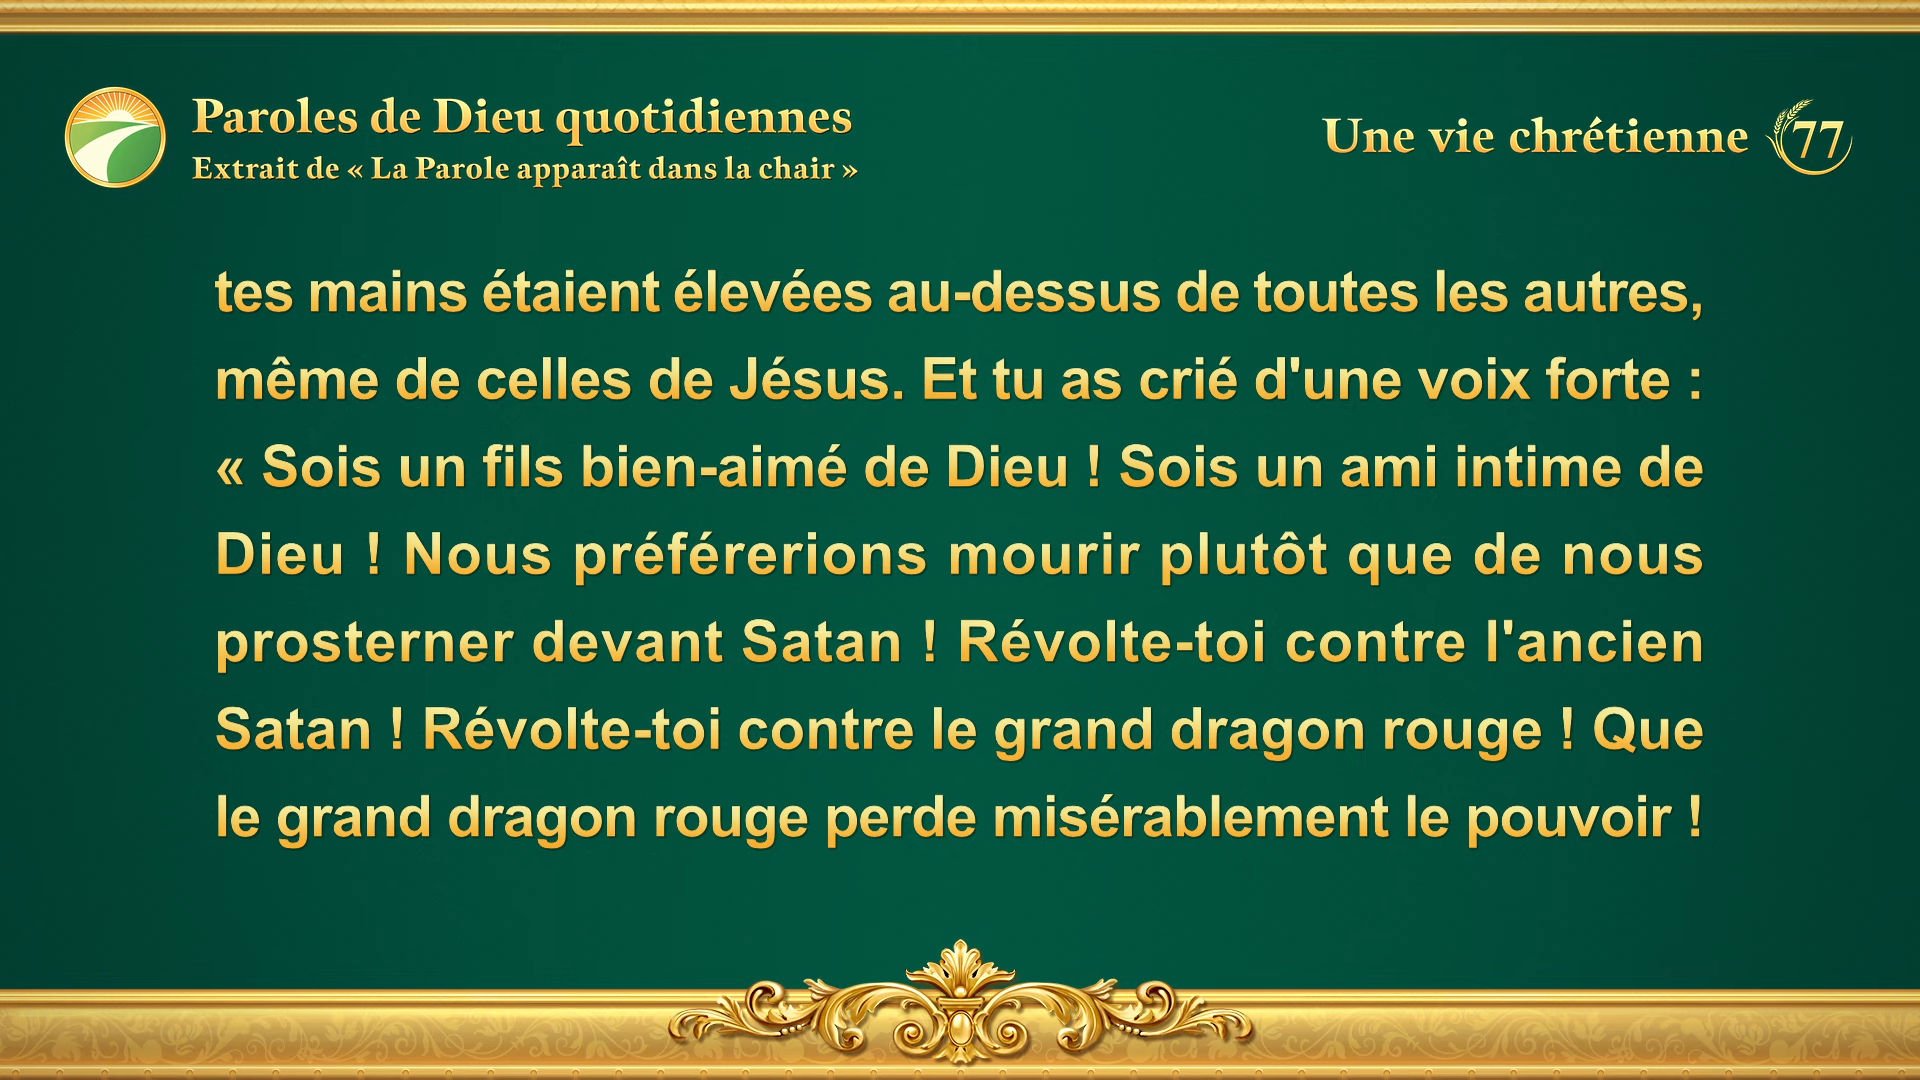 Paroles de Dieu quotidiennes
Extrait de « La Parole apparaît dans la chair »
Une vie chrétienne 77
tes mains étaient élevées au-dessus de toutes les autres,
même de celles de Jésus. Et tu as crié d'une voix forte :
« Sois un fils bien-aimé de Dieu ! Sois un ami intime de
Dieu ! Nous préférerions mourir plutôt que de nous
prosterner devant Satan ! Révolte-toi contre l'ancien
Satan ! Révolte-toi contre le grand dragon rouge ! Que
le grand dragon rouge perde misérablement le pouvoir !